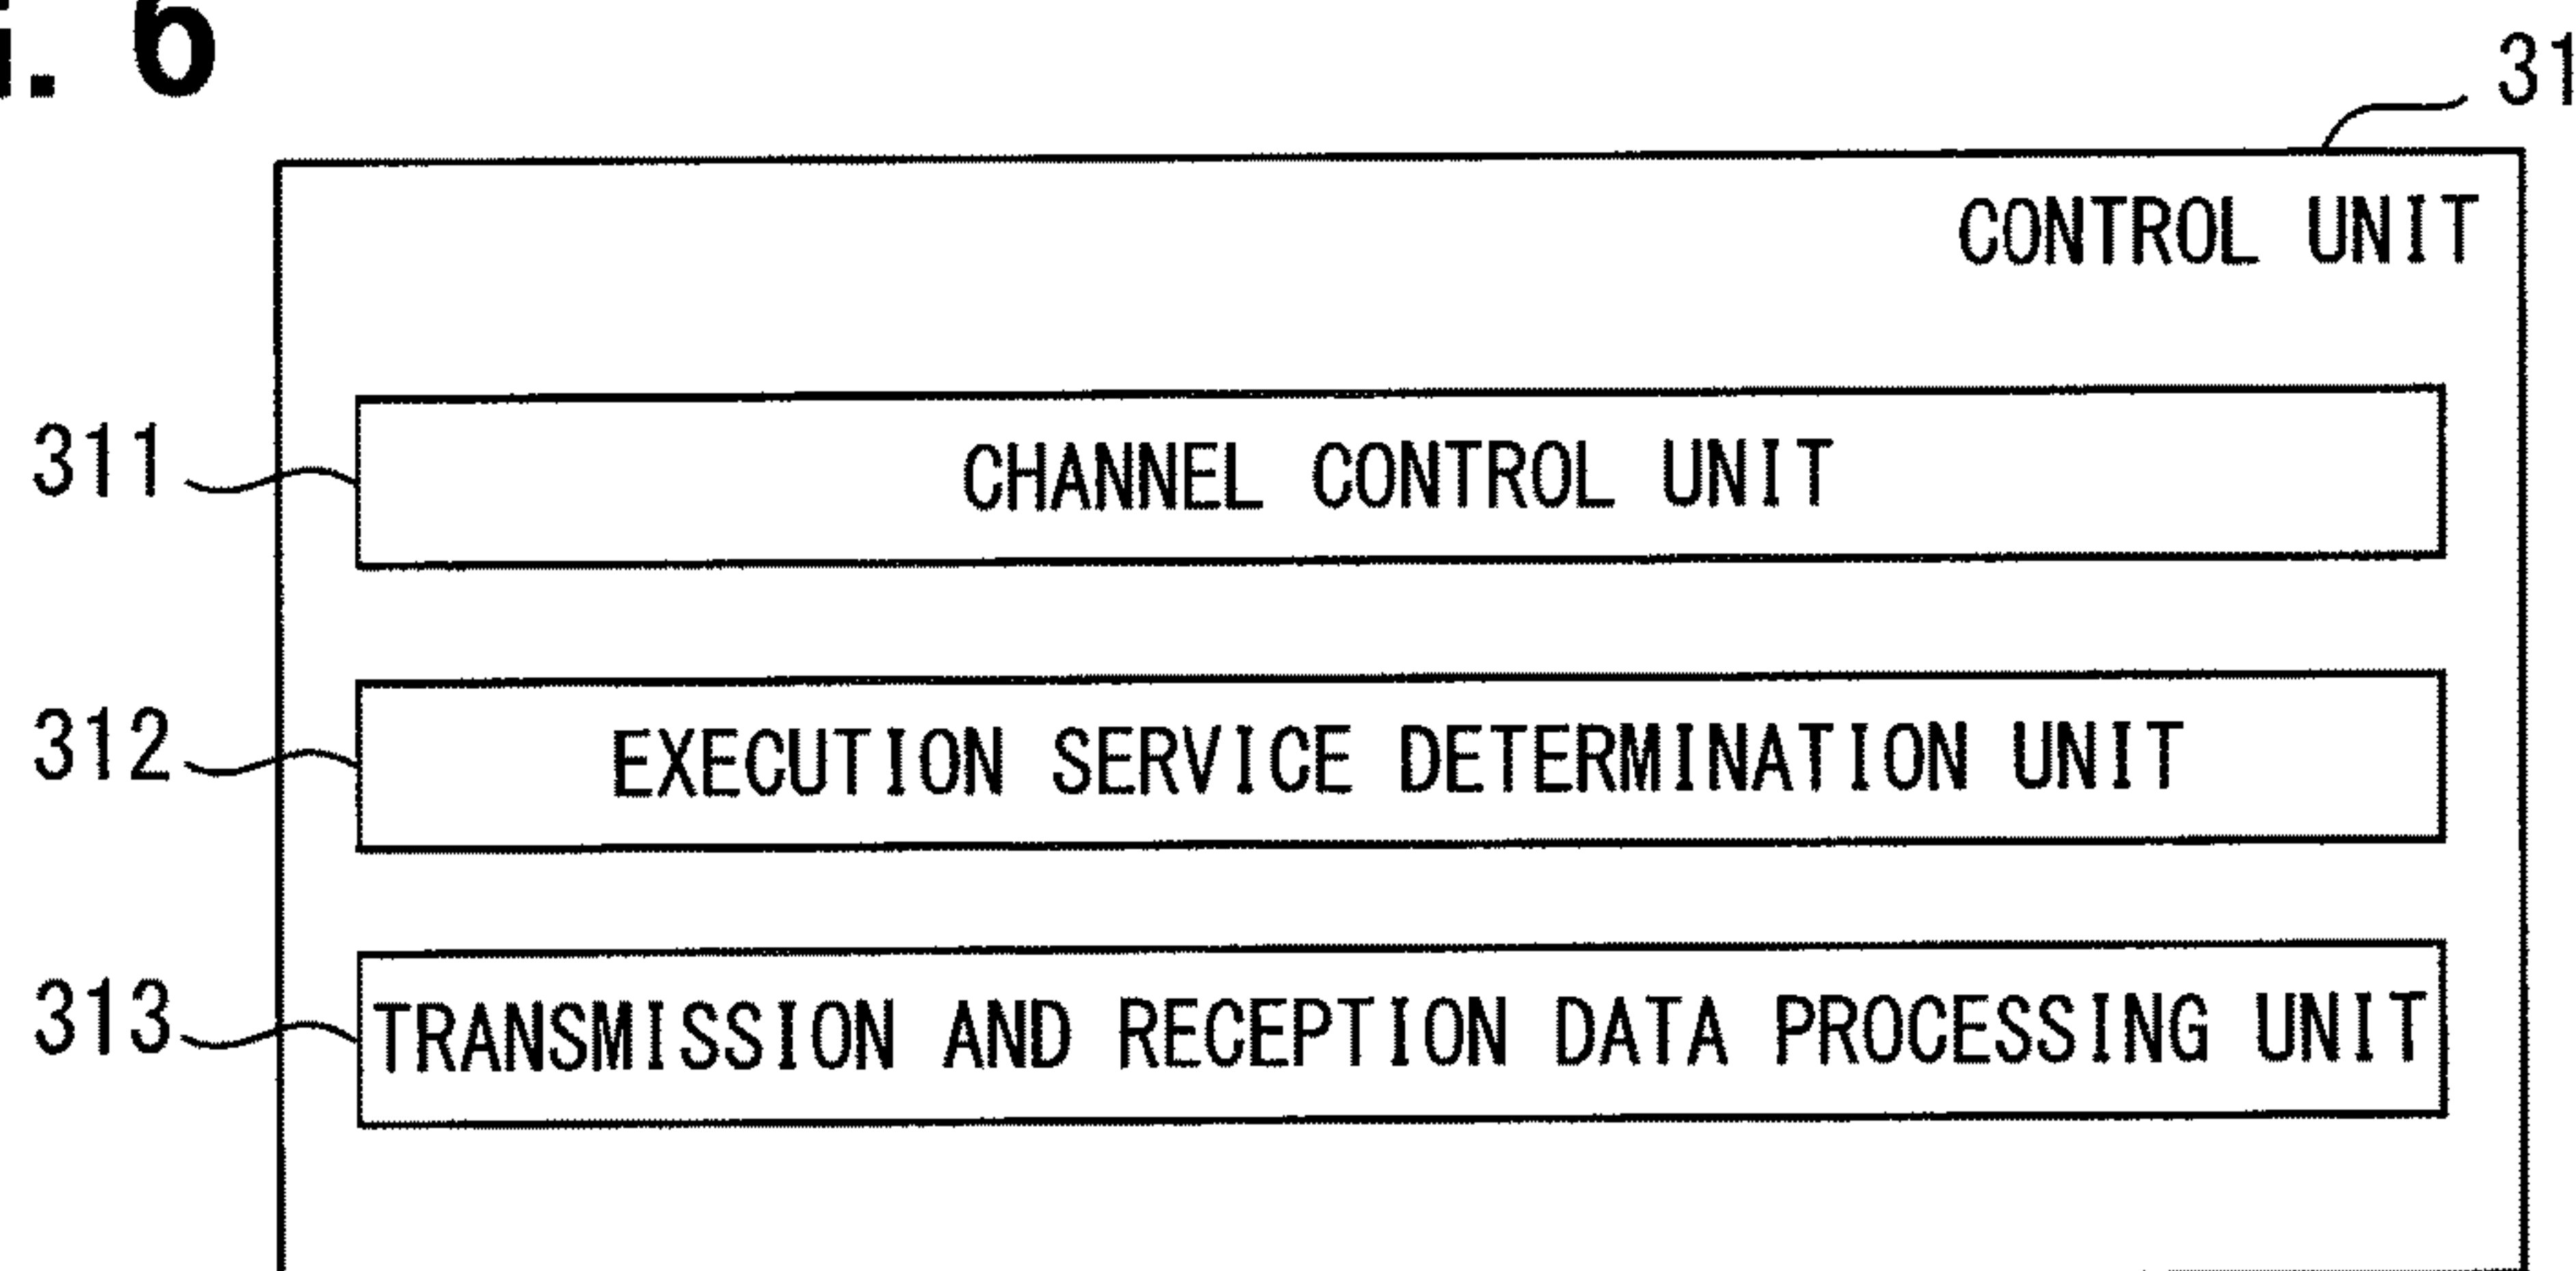 6
31
CONTROL UNIT
311
CHANNEL CONTROL UNIT
312
EXECUTION SERVICE DETERMINATION UNIT
313
TRANSMISSION AND RECEPTION DATA PROCESSING UNIT